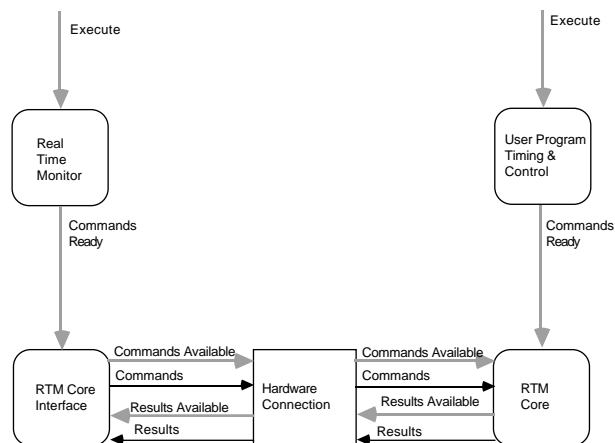 Execute
Execute
Real
Time
Monitor
User Program
Timing &
Control
Commands
Ready
Commands
Ready
Commands Available
Commands Available
RTM Core
Interface
Commands
Hardware
Connection
Commands
RTM
Core
Results Available
Results Available
Results
Results